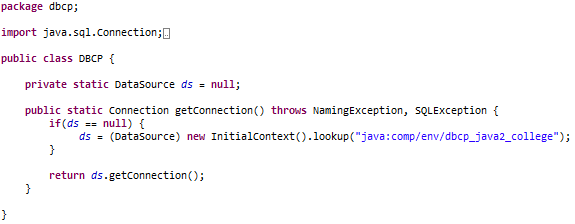 package dbcp;
import java.sql.Connection;
public class DBCP {
private static DataSource ds = null;
public static Connection getConnection() throws NamingException, SQLException {
if(ds == null) {
ds = (DataSource) new InitialContext().lookup("java:comp/env/dbcp_java2_college");
}
return ds.getConnection();
}
}